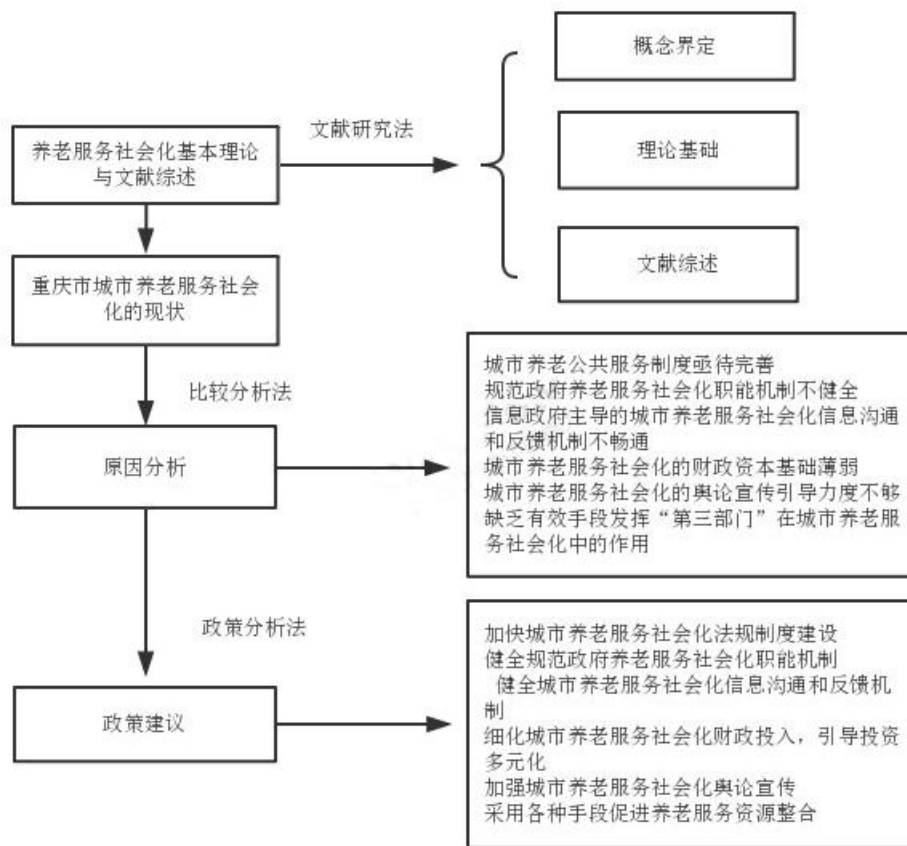 概念界定
文献研究法
养老服务社会化基本理论
与文献综述
理论基础
文献综述
重庆市城市养老服务社会
化的现状
比较分析法
原因分析
城市养老公共服务制度亟待完善
规范政府养老服务社会化职能机制不健全
信息政府主导的城市养老服务社会化信息沟通
和反馈机制不畅通
城市养老服务社会化的财政资本基础薄弱
城市养老服务社会化的舆论宣传引导力度不够
缺乏有效手段发挥“第三部门”在城市养老服
务社会化中的作用
政策分析法
政策建议
加快城市养老服务社会化法规制度建设
健全规范政府养老服务社会化职能机制
健全城市养老服务社会化信息沟通和反馈机
制
细化城市养老服务社会化财政投入，引导投资
多元化
加强城市养老服务社会化舆论宣传
采用各种手段促进养老服务资源整合